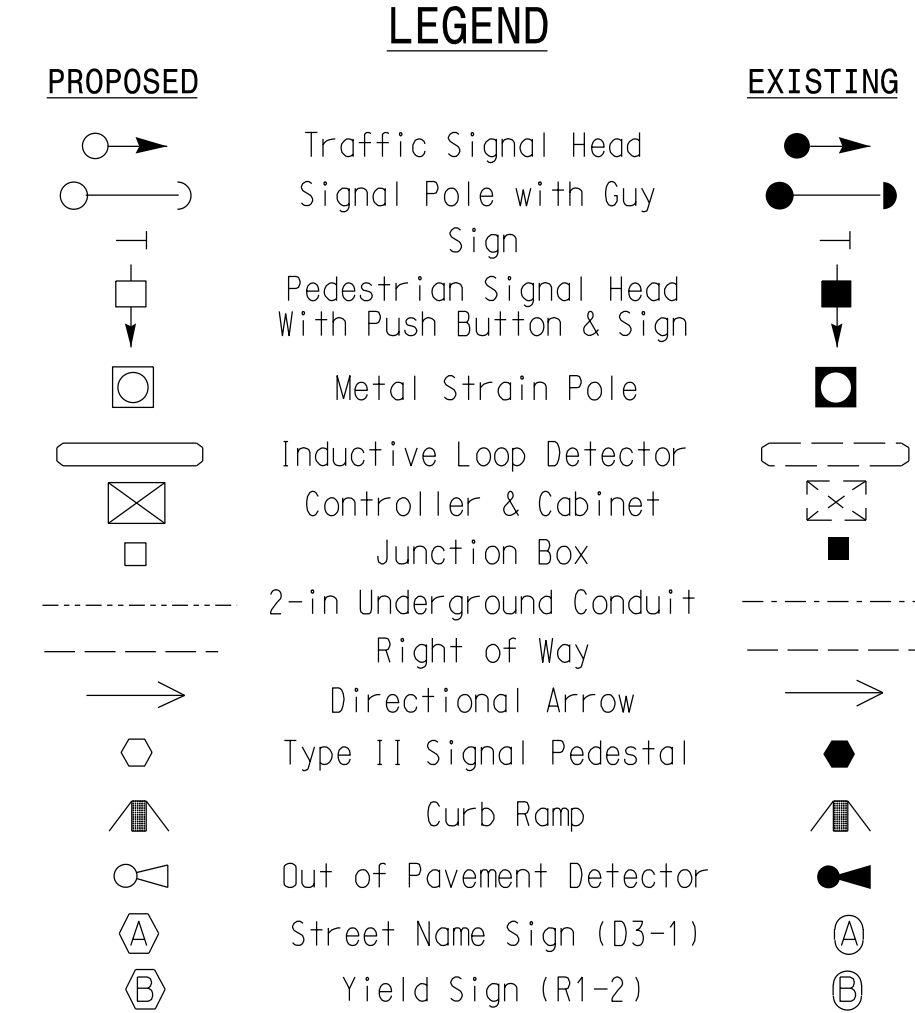 LEGEND
PROPOSED EXISTING
Traffic Signal Head
Signal Pole with Guy
Sign
Pedestrian Signal Head
With Push Button & Sign
Metal Strain Pole
Inductive Loop Detector
Controller & Cabinet
Junction Box
2-in Underground Conduit
Right of Way
Directional Arrow
Type II Signal Pedestal
Curb Ramp
Out of Pavement Detector
A Street Name Sign (D3-1) A
B Yield Sign (R1-2) B